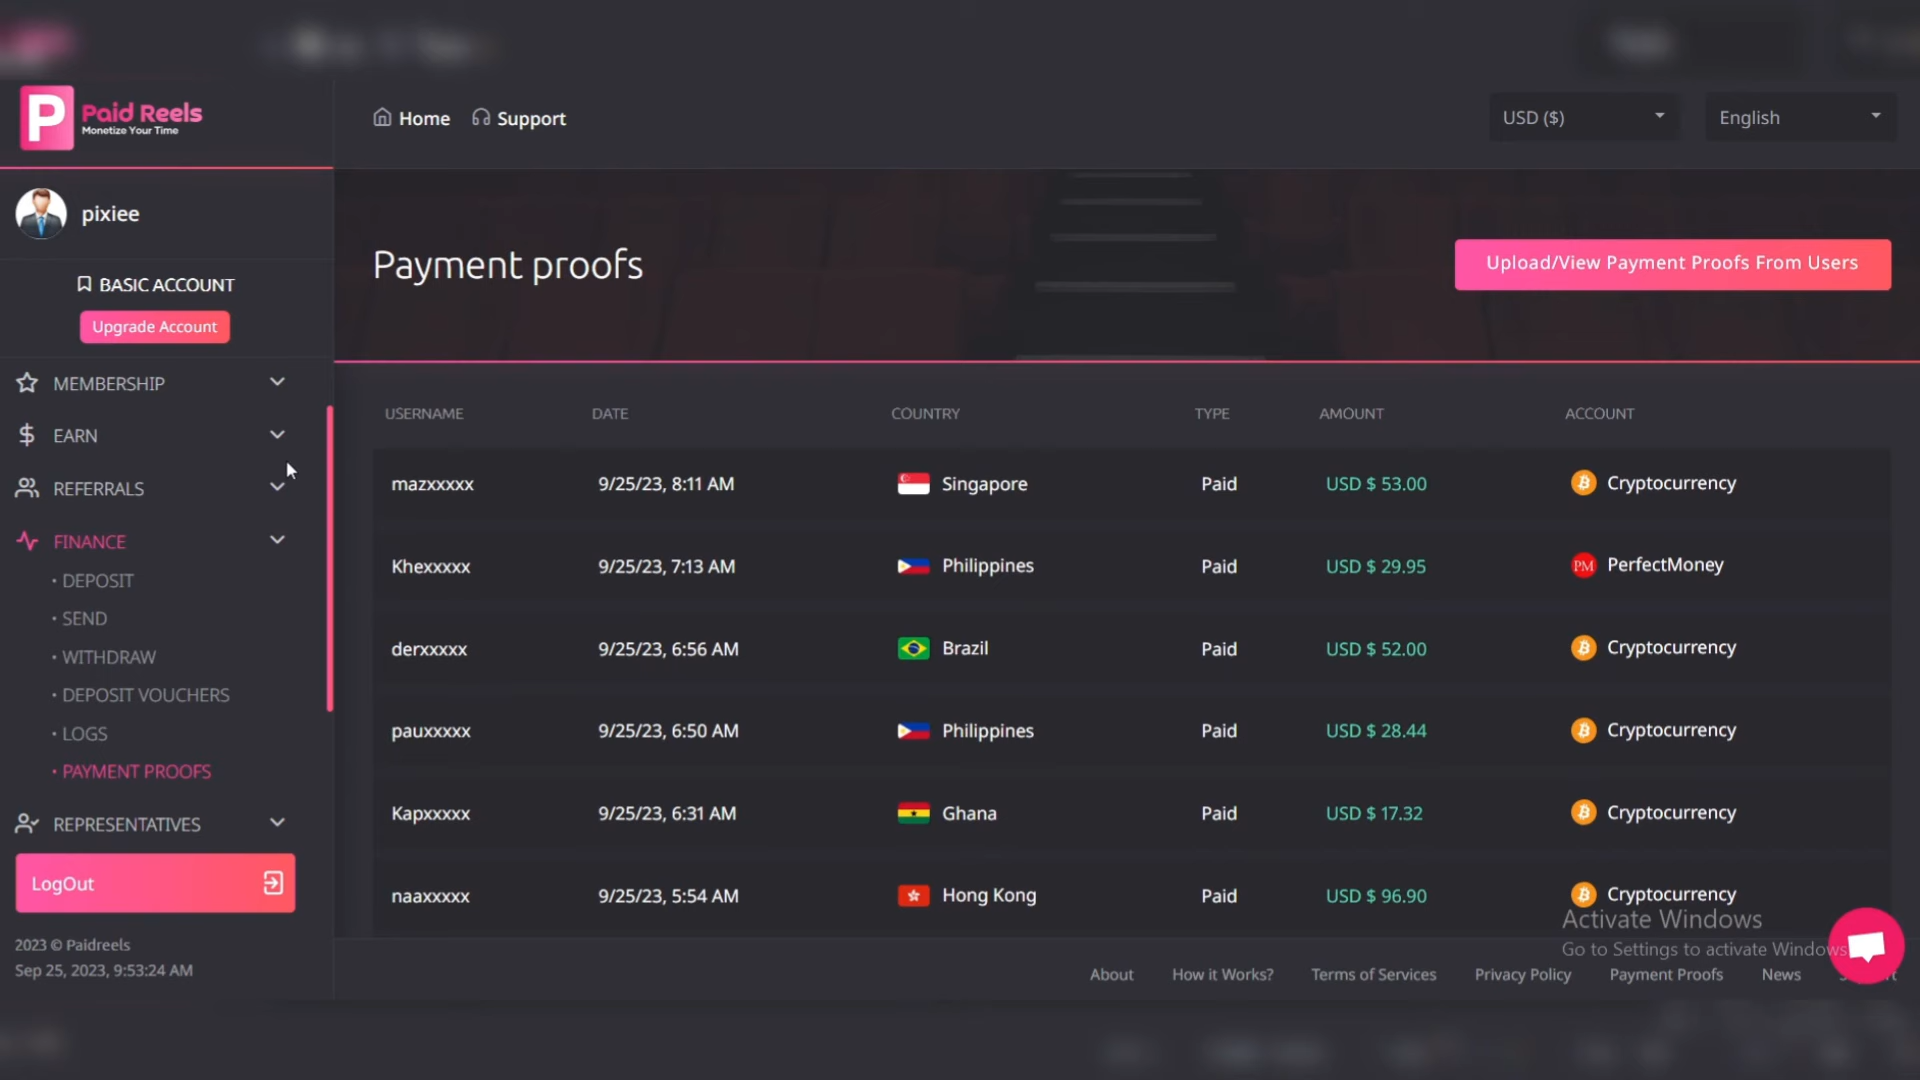 P Paid Reels
Monetize Your Time
Home Support
USD ($)
English
pixiee
BASIC ACCOUNT
Upgrade Account
MEMBERSHIP
EARN
REFERRALS
FINANCE
• DEPOSIT
• SEND
• WITHDRAW
• DEPOSIT VOUCHERS
• LOGS
• PAYMENT PROOFS
REPRESENTATIVES
LogOut
2023 © Paidreels
Sep 25, 2023, 9:53:24 AM
Payment proofs
Upload/View Payment Proofs From Users
USERNAME DATE COUNTRY TYPE AMOUNT ACCOUNT
mazxxxxx 9/25/23, 8:11 AM Singapore Paid USD $ 53.00 Cryptocurrency
Khexxxxx 9/25/23, 7:13 AM Philippines Paid USD $ 29.95 PM PerfectMoney
derxxxxx 9/25/23, 6:56 AM Brazil Paid USD $ 52.00 Cryptocurrency
pauxxxxx 9/25/23, 6:50 AM Philippines Paid USD $ 28.44 Cryptocurrency
Kapxxxxx 9/25/23, 6:31 AM Ghana Paid USD $ 17.32 Cryptocurrency
naaxxxxx 9/25/23, 5:54 AM Hong Kong Paid USD $ 96.90 Cryptocurrency
Activate Windows
Go to Settings to activate Windows
About How it Works? Terms of Services Privacy Policy Payment Proofs News